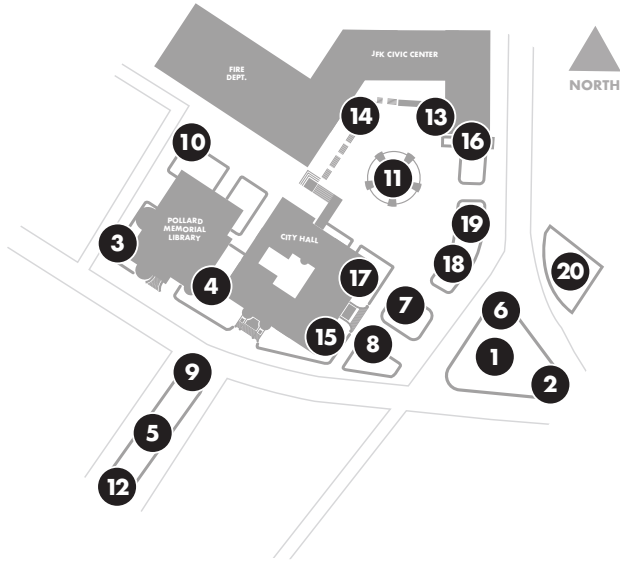 JFK CIVIC CENTER
FIRE
DEPT.
NORTH
14
13
10
16
11
POLLARD
MEMORIAL
LIBRARY
19
3
CITY HALL
18
20
17
4
7
6
15
8
1
9
2
5
12